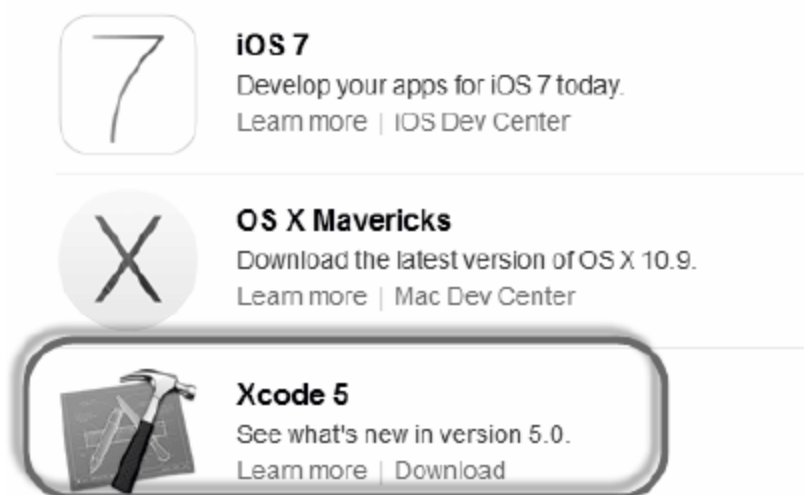 7
iOS 7
Develop your apps for iOS 7 today.
Learn more | iOS Dev Center
X
OS X Mavericks
Download the latest version of OS X 10.9.
Learn more | Mac Dev Center
Xcode 5
See what's new in version 5.0.
Learn more | Download